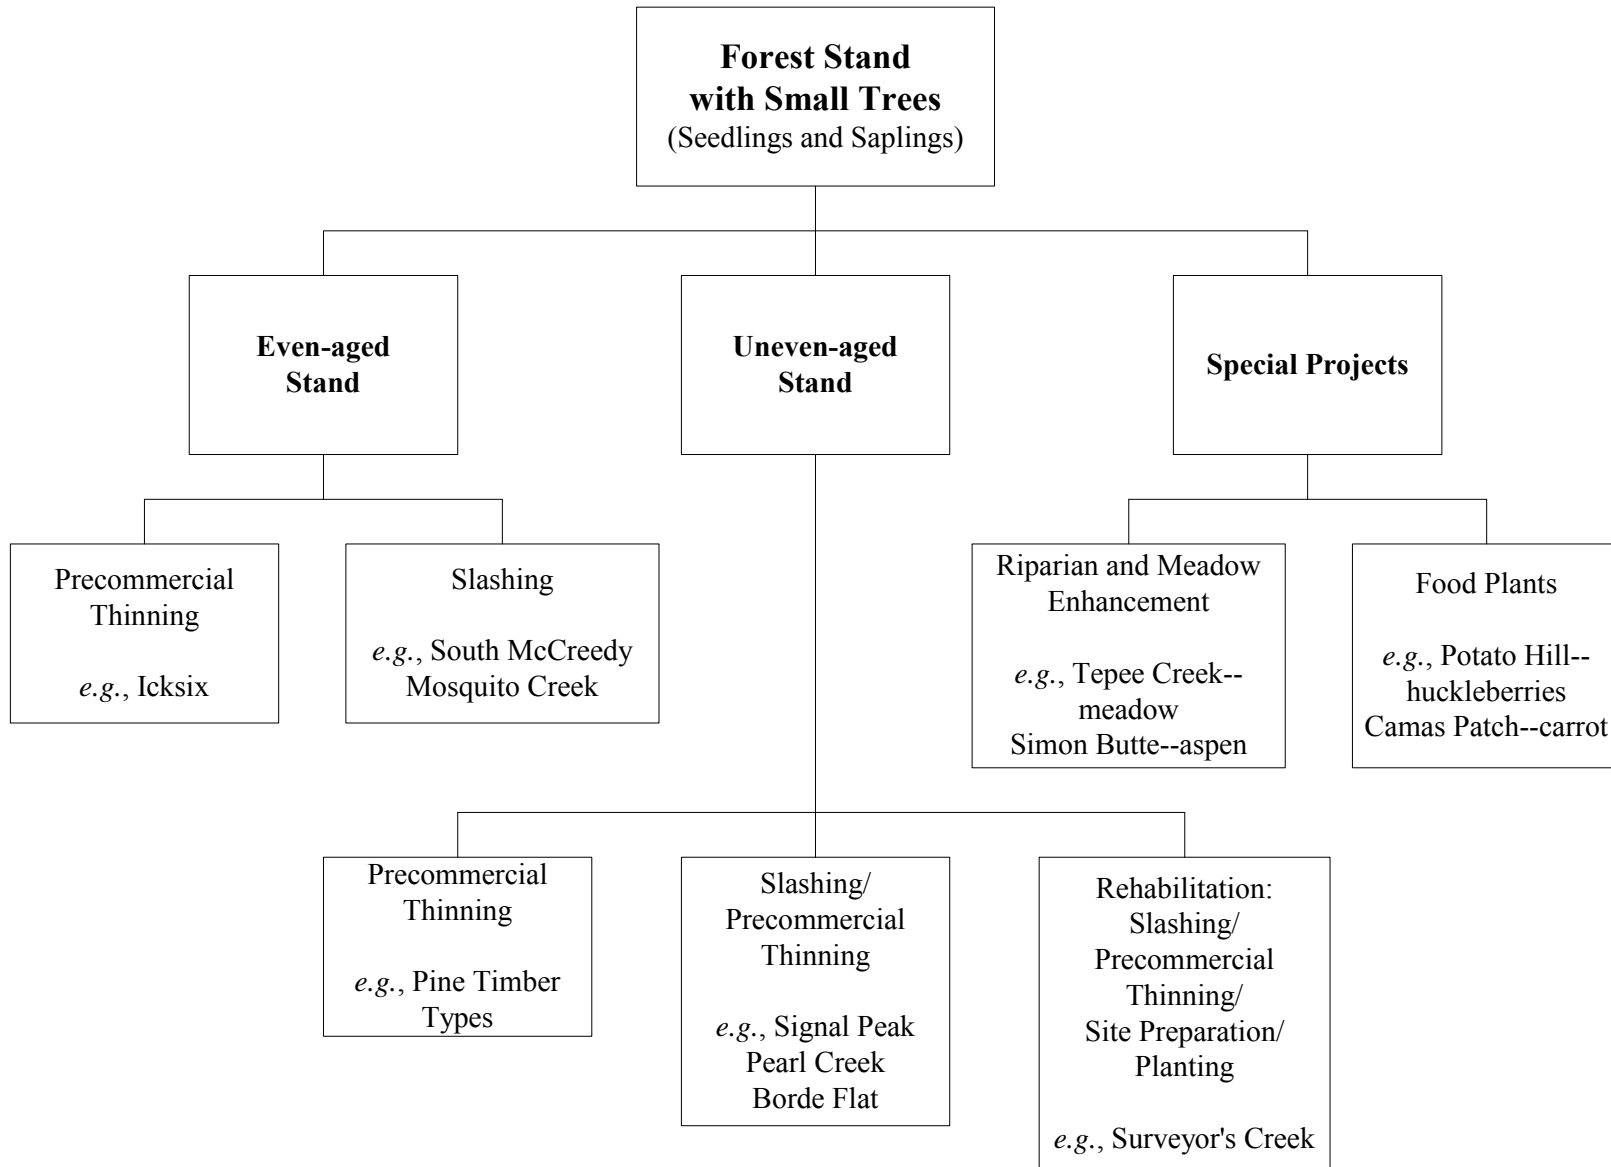 Forest Stand
with Small Trees
(Seedlings and Saplings)
Even-aged
Stand
Uneven-aged
Stand
Special Projects
Precommercial
Thinning
e.g., Icksix
Slashing
e.g., South McCreedy
Mosquito Creek
Riparian and Meadow
Enhancement
e.g., Tepee Creek--
meadow
Simon Butte--aspen
Food Plants
e.g., Potato Hill--
huckleberries
Camas Patch--carrot
Precommercial
Thinning
e.g., Pine Timber
Types
Slashing/
Precommercial
Thinning
e.g., Signal Peak
Pearl Creek
Borde Flat
Rehabilitation:
Slashing/
Precommercial
Thinning/
Site Preparation/
Planting
e.g., Surveyor's Creek